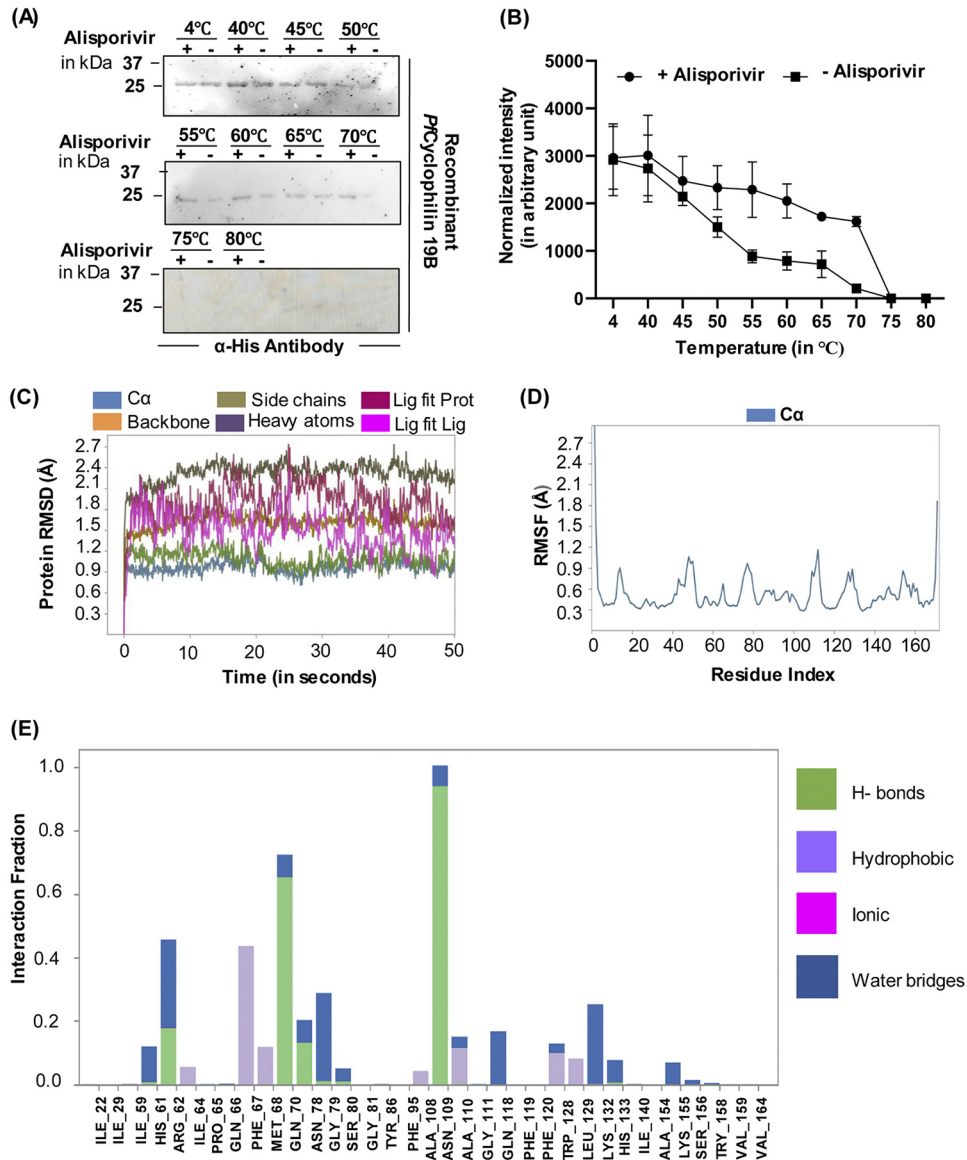 (A)
4°C 40°C 45°C 50°C
Alisporivir + - + - + - + -
in kDa
37
25
55°C 60°C 65°C 70°C
Alisporivir + - + - + - + -
in kDa
37
25
75°C 80°C
Alisporivir + - + -
in kDa
37
25
α-His Antibody
Recombinant
PfCyclophilin 19B
(B)
+ Alisporivir - Alisporivir
Normalized intensity
(in arbitrary unit)
5000
4000
3000
2000
1000
0
4 40 45 50 55 60 65 70 75 80
Temperature (in °C)
(C)
Cα Side chains Lig fit Prot
Backbone Heavy atoms Lig fit Lig
Protein RMSD (Å)
2.7
2.4
2.1
1.8
1.5
1.2
0.9
0.6
0.3
0 10 20 30 40 50
Time (in seconds)
(D)
Cα
RMSF (Å)
2.7
2.4
2.1
1.8
1.5
1.2
0.9
0.6
0.3
0 20 40 60 80 100 120 140 160
Residue Index
(E)
Interaction Fraction
1.0
0.8
0.6
0.4
0.2
0.0
ILE_22
ILE_29
ILE_59
HIS_61
ARG_62
ILE_64
PRO_65
GLN_66
PHE_67
MET_68
GLN_70
ASN_78
GLY_79
SER_80
GLY_81
TYR_86
PHE_95
ALA_108
ASN_109
ALA_110
GLY_111
GLN_118
PHE_119
PHE_120
TRP_128
LEU_129
LYS_132
HIS_133
ILE_140
ALA_154
LYS_155
SER_156
TRY_158
VAL_159
VAL_164
H- bonds
Hydrophobic
Ionic
Water bridges